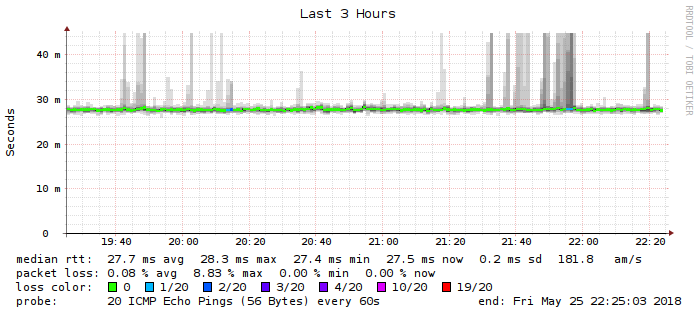 Last 3 Hours
RRDTOOL / TOBI OETIKER
Seconds
40 m
30 m
20 m
10 m
0
19:40 20:00 20:20 20:40 21:00 21:20 21:40 22:00 22:20
median rtt: 27.7 ms avg 28.3 ms max 27.4 ms min 27.5 ms now 0.2 ms sd 181.8 am/s
packet loss: 0.08 % avg 8.83 % max 0.00 % min 0.00 % now
loss color: 0 1/20 2/20 3/20 4/20 10/20 19/20
probe: 20 ICMP Echo Pings (56 Bytes) every 60s end: Fri May 25 22:25:03 2018